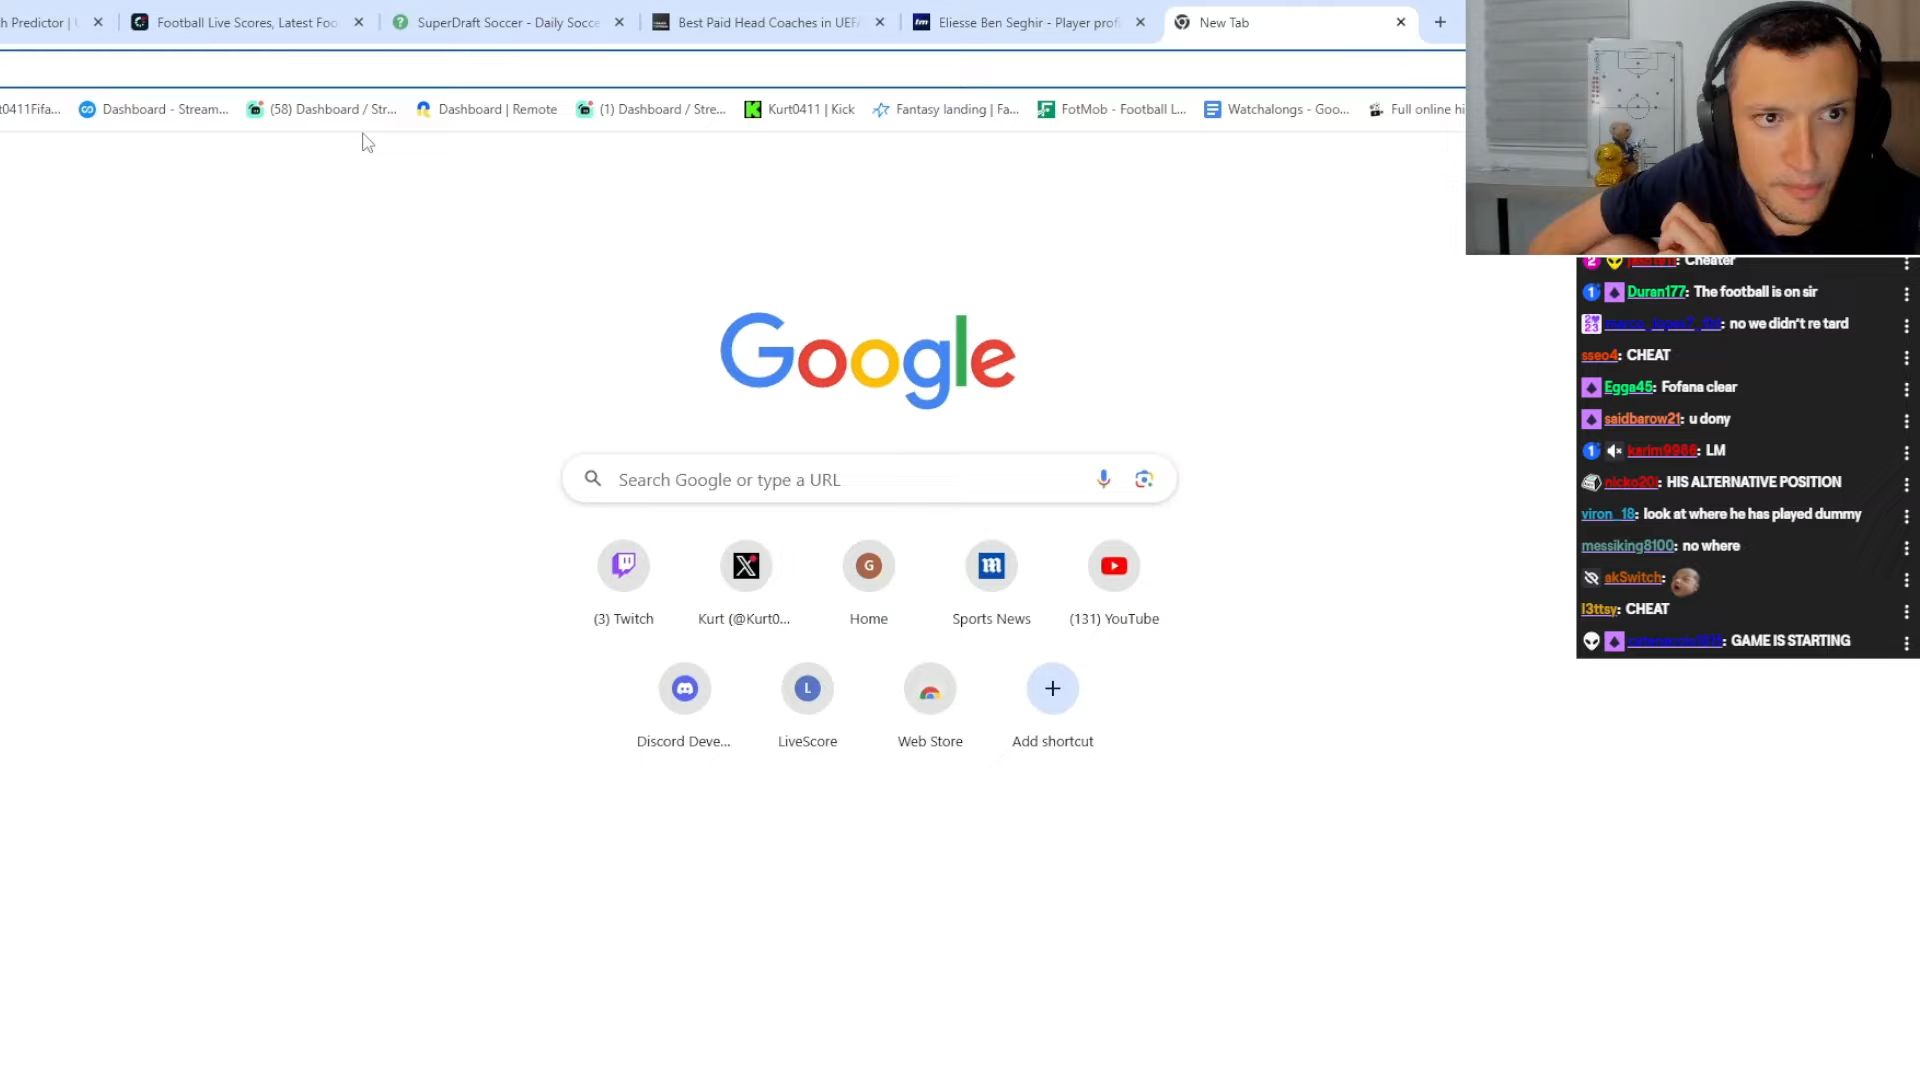 h Predictor |
Football Live Scores, Latest Foo
SuperDraft Soccer - Daily Socce
Best Paid Head Coaches in UEFA
Eliesse Ben Seghir - Player prof
New Tab
t0411Fifa...
Dashboard - Stream...
(58) Dashboard / Str...
Dashboard | Remote
(1) Dashboard / Stre...
Kurt0411 | Kick
Fantasy landing | Fa...
FotMob - Football L...
Watchalongs - Goo...
Full online hi
Google
Search Google or type a URL
(3) Twitch
Kurt (@Kurt0...
G
Home
Sports News
(131) YouTube
Discord Deve...
L
LiveScore
Web Store
Add shortcut
: Cheater
Duran177: The football is on sir
: no we didn't re tard
sseo4: CHEAT
Egga45: Fofana clear
saidbarow21: u dony
karim9986: LM
nicko20i: HIS ALTERNATIVE POSITION
viron_18: look at where he has played dummy
messiking8100: no where
akSwitch:
l3ttsy: CHEAT
: GAME IS STARTING